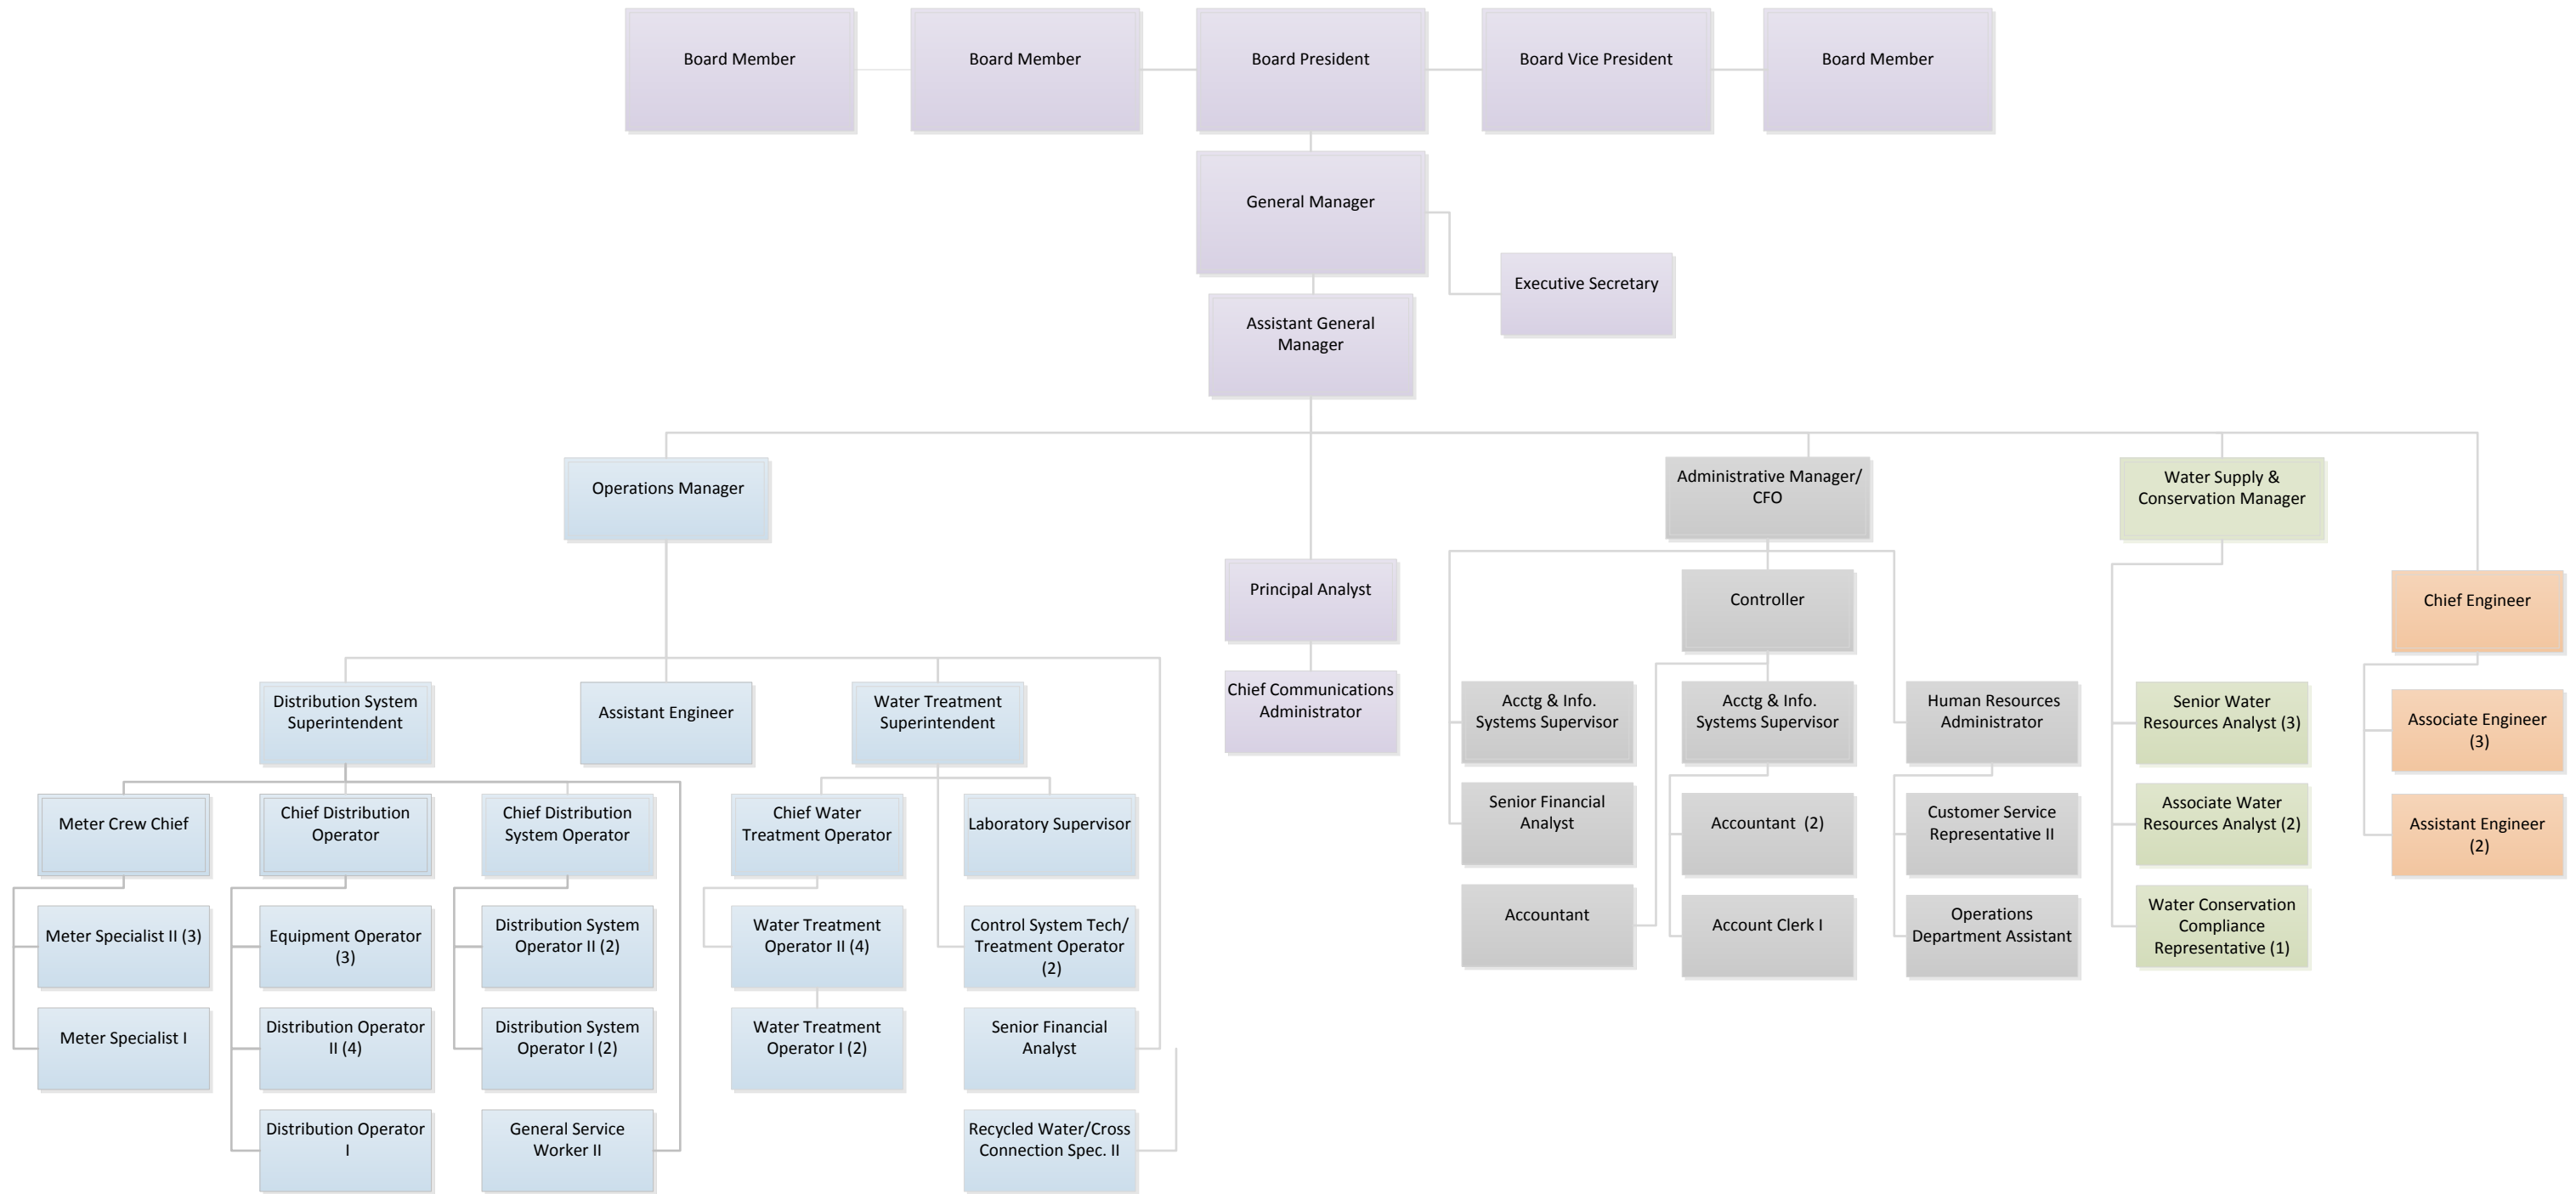 Board Member
Board Member
Board President
Board Vice President
Board Member
General Manager
Executive Secretary
Assistant General
Manager
Operations Manager
Administrative Manager/
CFO
Water Supply &
Conservation Manager
Principal Analyst
Controller
Chief Engineer
Distribution System
Superintendent
Assistant Engineer
Water Treatment
Superintendent
Chief Communications
Administrator
Acctg & Info.
Systems Supervisor
Acctg & Info.
Systems Supervisor
Human Resources
Administrator
Senior Water
Resources Analyst (3)
Associate Engineer
(3)
Meter Crew Chief
Chief Distribution
Operator
Chief Distribution
System Operator
Chief Water
Treatment Operator
Laboratory Supervisor
Senior Financial
Analyst
Accountant  (2)
Customer Service
Representative II
Associate Water
Resources Analyst (2)
Assistant Engineer
(2)
Meter Specialist II (3)
Equipment Operator
(3)
Distribution System
Operator II (2)
Water Treatment
Operator II (4)
Control System Tech/
Treatment Operator
(2)
Accountant
Account Clerk I
Operations
Department Assistant
Water Conservation
Compliance
Representative (1)
Meter Specialist I
Distribution Operator
II (4)
Distribution System
Operator I (2)
Water Treatment
Operator I (2)
Senior Financial
Analyst
Distribution Operator
I
General Service
Worker II
Recycled Water/Cross
Connection Spec. II